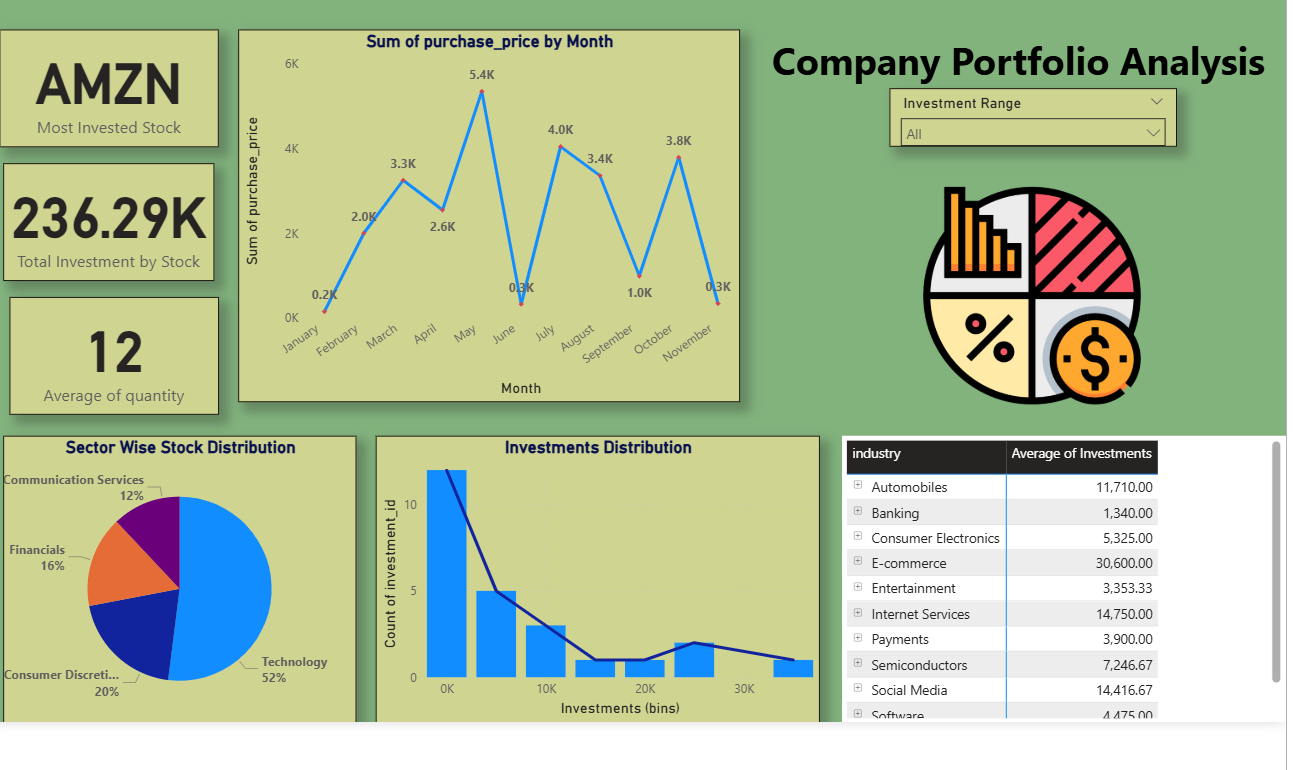 AMZN
Most Invested Stock
236.29K
Total Investment by Stock
12
Average of quantity
Sum of purchase_price by Month
Sum of purchase_price
6K
4K
2K
0K
0.2K
2.0K
3.3K
2.6K
5.4K
0.3K
4.0K
3.4K
1.0K
3.8K
0.3K
January
February
March
April
May
June
July
August
September
October
November
Month
Company Portfolio Analysis
Investment Range
All
%
$
Sector Wise Stock Distribution
Communication Services
12%
Financials
16%
Consumer Discreti...
20%
Technology
52%
Investments Distribution
Count of investment_id
10
5
0
0K
10K
20K
30K
Investments (bins)
industry Average of Investments
Automobiles 11,710.00
Banking 1,340.00
Consumer Electronics 5,325.00
E-commerce 30,600.00
Entertainment 3,353.33
Internet Services 14,750.00
Payments 3,900.00
Semiconductors 7,246.67
Social Media 14,416.67
Software 4,475.00